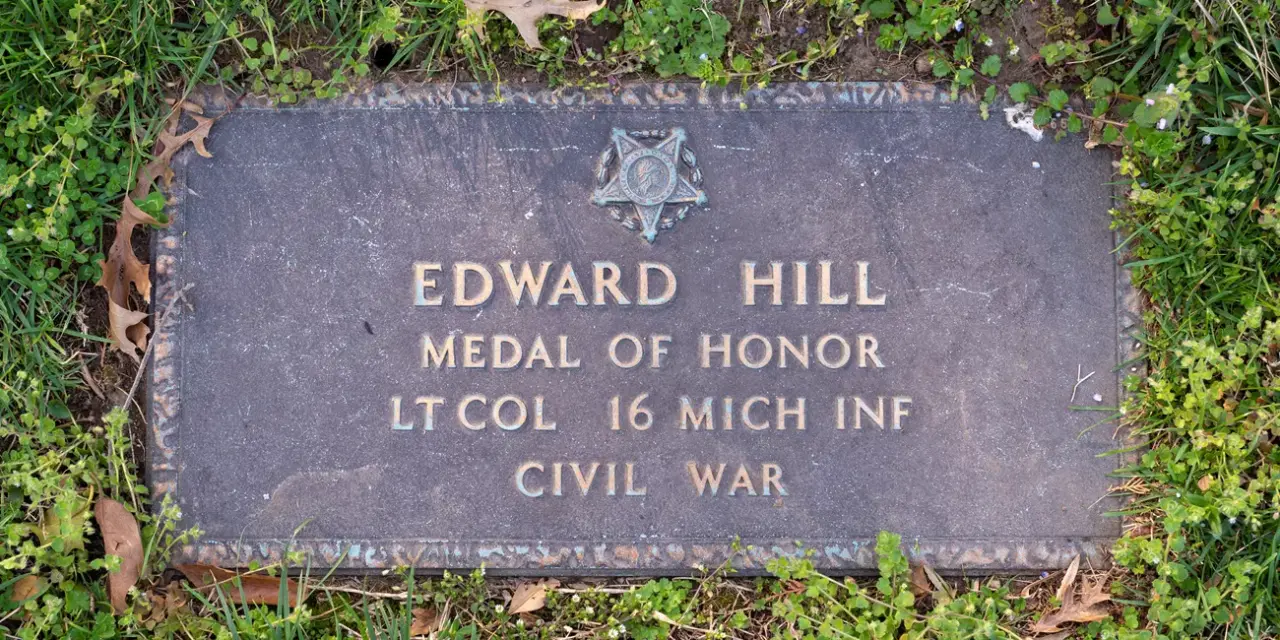 EDWARD HILL
MEDAL OF HONOR
LT COL 16 MICH INF
CIVIL WAR